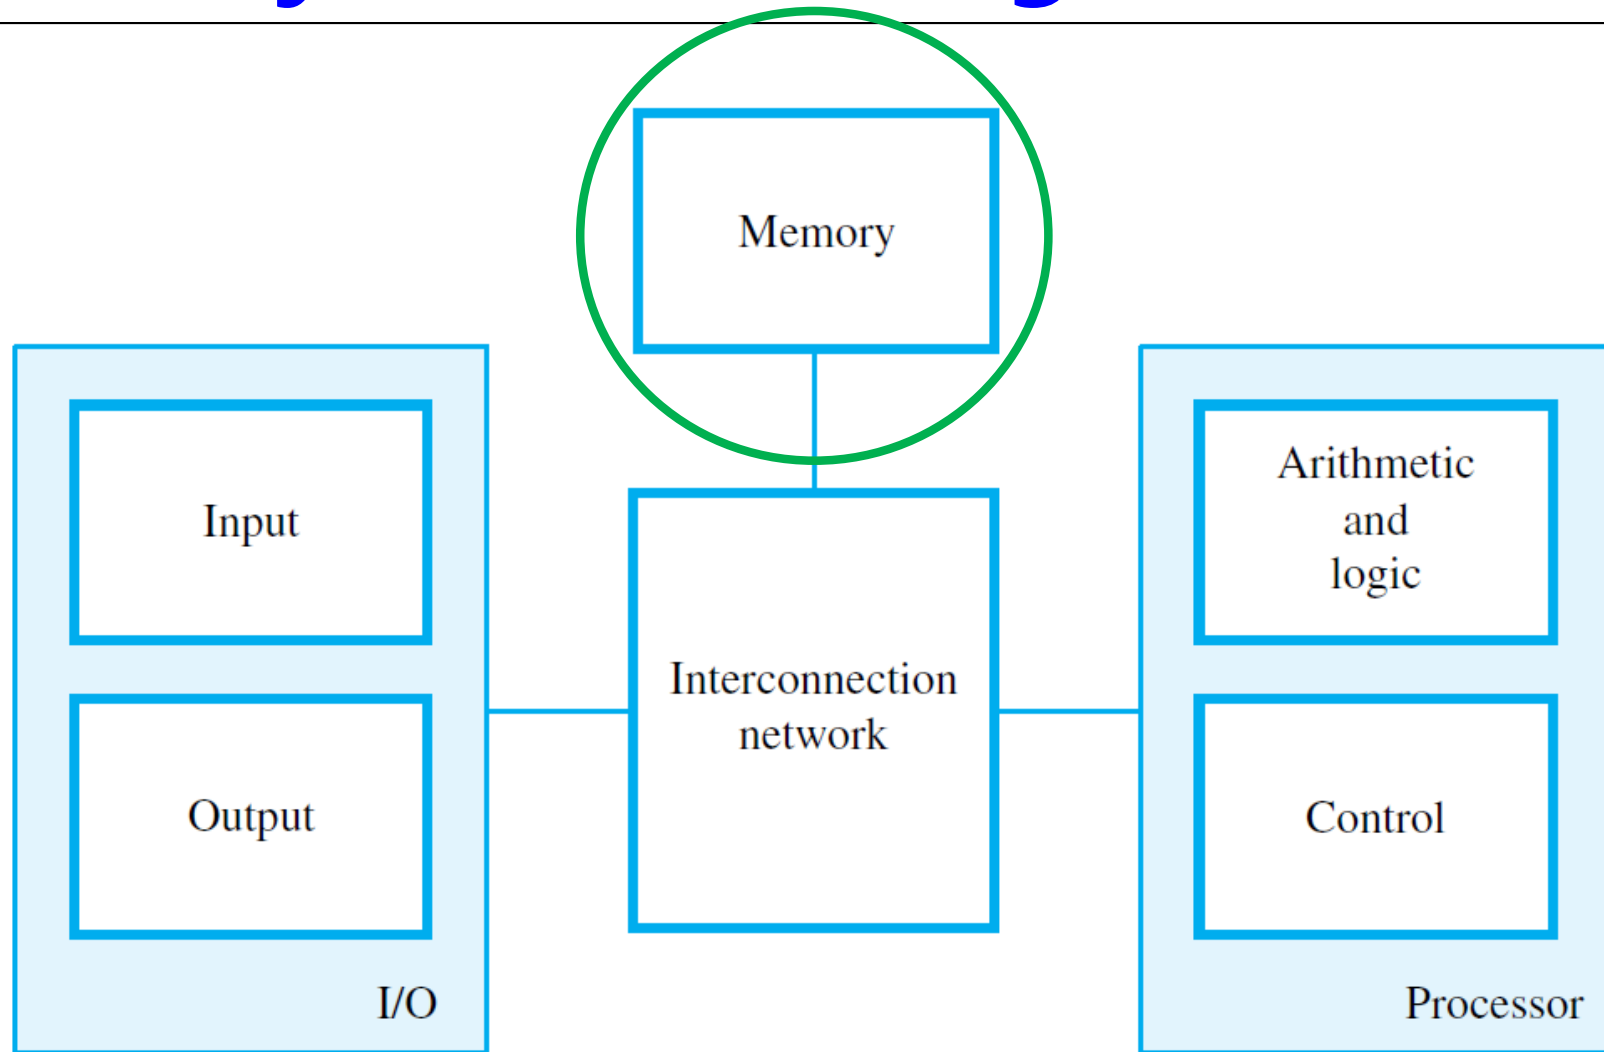 Memory
Input
Output
I/O
Interconnection
network
Arithmetic
and
logic
Control
Processor